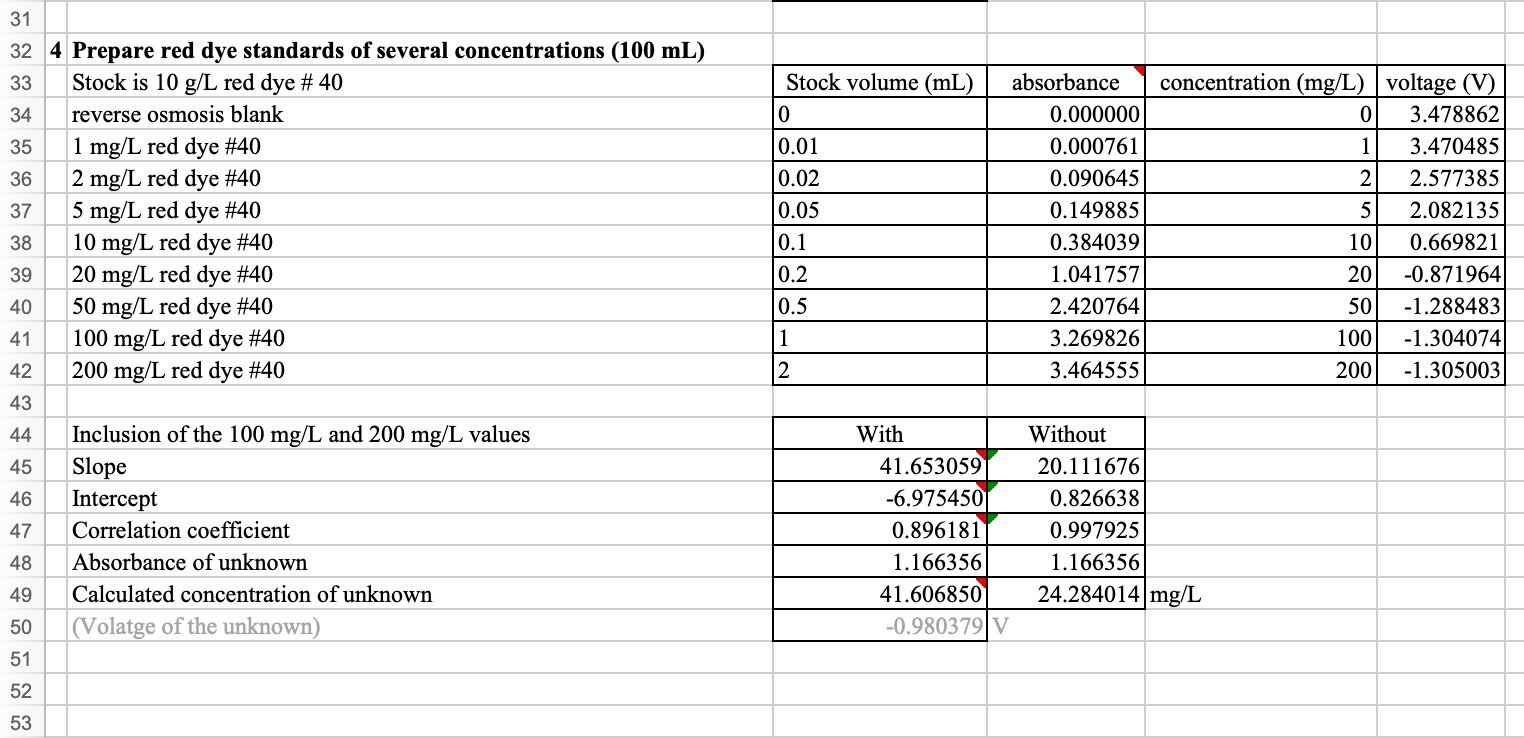 31
32 4 Prepare red dye standards of several concentrations (100 mL)
33 Stock is 10 g/L red dye # 40 Stock volume (mL) absorbance concentration (mg/L) voltage (V)
34 reverse osmosis blank 0 0.000000 0 3.478862
35 1 mg/L red dye #40 0.01 0.000761 1 3.470485
36 2 mg/L red dye #40 0.02 0.090645 2 2.577385
37 5 mg/L red dye #40 0.05 0.149885 5 2.082135
38 10 mg/L red dye #40 0.1 0.384039 10 0.669821
39 20 mg/L red dye #40 0.2 1.041757 20 -0.871964
40 50 mg/L red dye #40 0.5 2.420764 50 -1.288483
41 100 mg/L red dye #40 1 3.269826 100 -1.304074
42 200 mg/L red dye #40 2 3.464555 200 -1.305003
43
44 Inclusion of the 100 mg/L and 200 mg/L values With Without
45 Slope 41.653059 20.111676
46 Intercept -6.975450 0.826638
47 Correlation coefficient 0.896181 0.997925
48 Absorbance of unknown 1.166356 1.166356
49 Calculated concentration of unknown 41.606850 24.284014 mg/L
50 (Volatge of the unknown) -0.980379 V
51
52
53